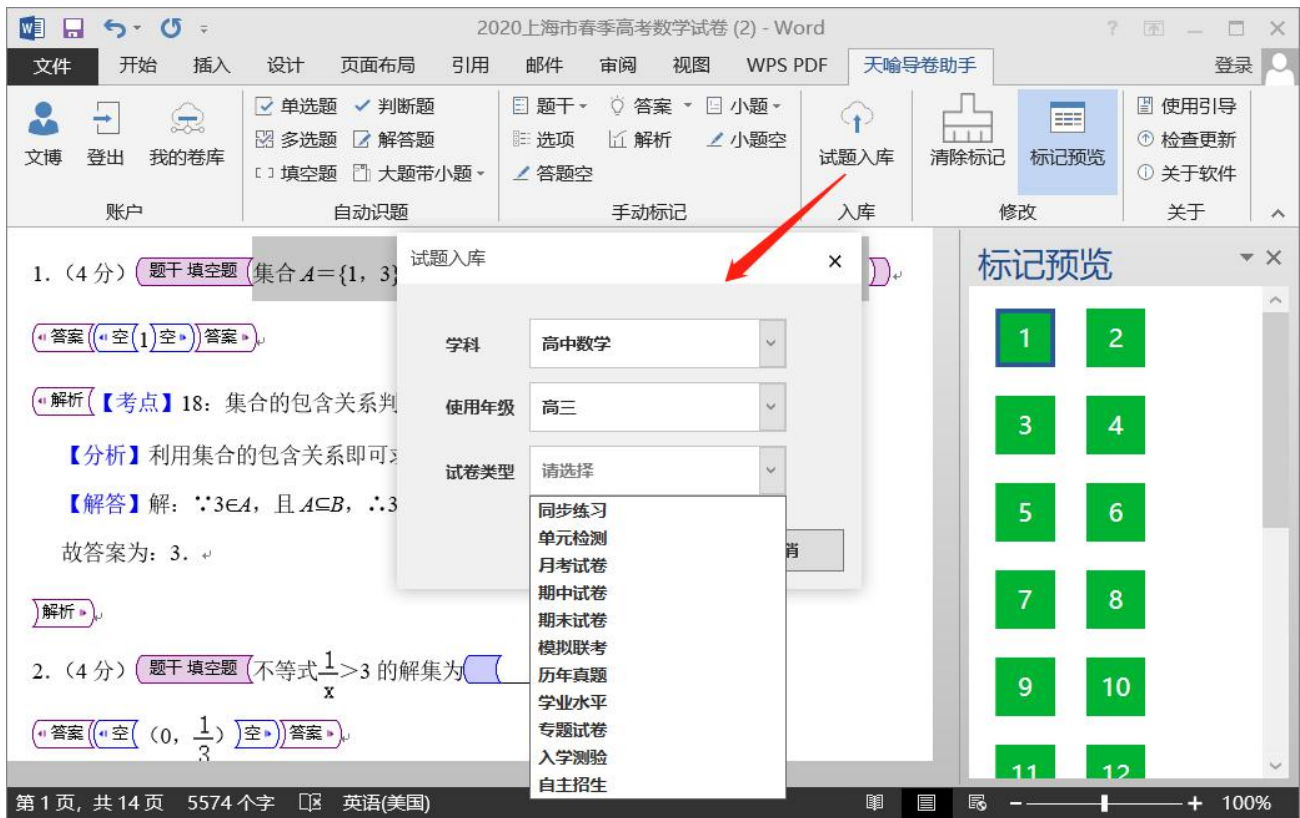 2020上海市春季高考数学试卷 (2) - Word
文件 开始 插入 设计 页面布局 引用 邮件 审阅 视图 WPS PDF 天喻导卷助手 登录
单选题 判断题 题干 答案 小题 使用引导
多选题 解答题 选项 解析 小题空 检查更新
文博 登出 我的卷库 试题入库 清除标记 标记预览
填空题 大题带小题 答题空 关于软件
账户 自动识题 手动标记 入库 修改 关于
1.（4 分） 题干 填空题 集合 A＝{1，3}
答案 空 1 空 答案
解析 【考点】18：集合的包含关系判
【分析】利用集合的包含关系即可
【解答】解：∵3∈A，且 A⊆B，∴3
故答案为：3．
解析
2.（4 分） 题干 填空题 不等式 1/x >3 的解集为
答案 空 （0，1/3） 空 答案
试题入库 ×
学科 高中数学
使用年级 高三
试卷类型 请选择
同步练习
单元检测
月考试卷
期中试卷
期末试卷
模拟联考
历年真题
学业水平
专题试卷
入学测验
自主招生
标记预览
1 2
3 4
5 6
7 8
9 10
11 12
第 1 页，共 14 页 5574 个字 英语(美国) 100%